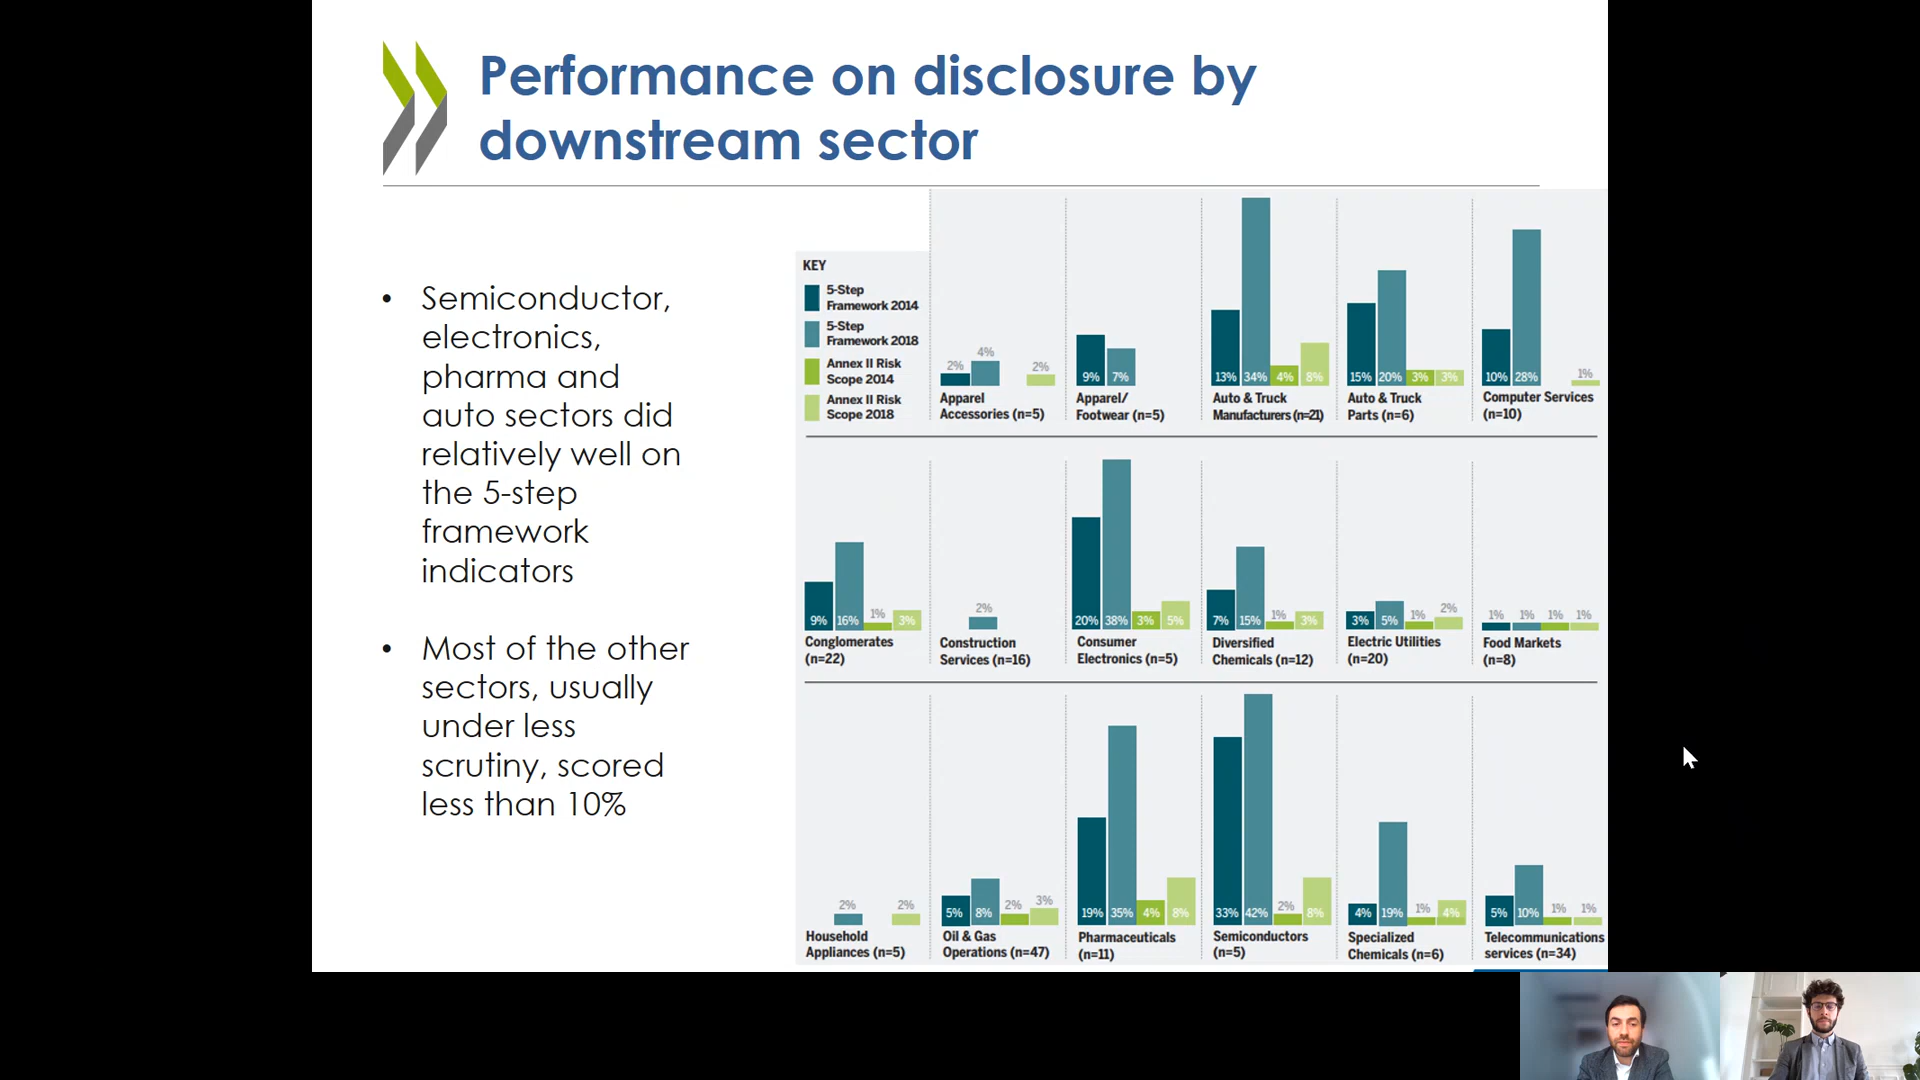 Performance on disclosure by
downstream sector
• Semiconductor,
electronics,
pharma and
auto sectors did
relatively well on
the 5-step
framework
indicators
• Most of the other
sectors, usually
under less
scrutiny, scored
less than 10%
KEY
5-Step
Framework 2014
5-Step
Framework 2018
Annex II Risk
Scope 2014
Annex II Risk
Scope 2018
2% 4% 2%
Apparel
Accessories (n=5)
9% 7%
Apparel/
Footwear (n=5)
13% 34% 4% 8%
Auto & Truck
Manufacturers (n=21)
15% 20% 3% 3%
Auto & Truck
Parts (n=6)
10% 28% 1%
Computer Services
(n=10)
9% 16% 1% 3%
Conglomerates
(n=22)
2%
Construction
Services (n=16)
20% 38% 3% 5%
Consumer
Electronics (n=5)
7% 15% 1% 3%
Diversified
Chemicals (n=12)
3% 5% 1% 2%
Electric Utilities
(n=20)
1% 1% 1% 1%
Food Markets
(n=8)
2% 2%
Household
Appliances (n=5)
5% 8% 2% 3%
Oil & Gas
Operations (n=47)
19% 35% 4% 8%
Pharmaceuticals
(n=11)
33% 42% 2% 8%
Semiconductors
(n=5)
4% 19% 1% 4%
Specialized
Chemicals (n=6)
5% 10% 1% 1%
Telecommunications
services (n=34)